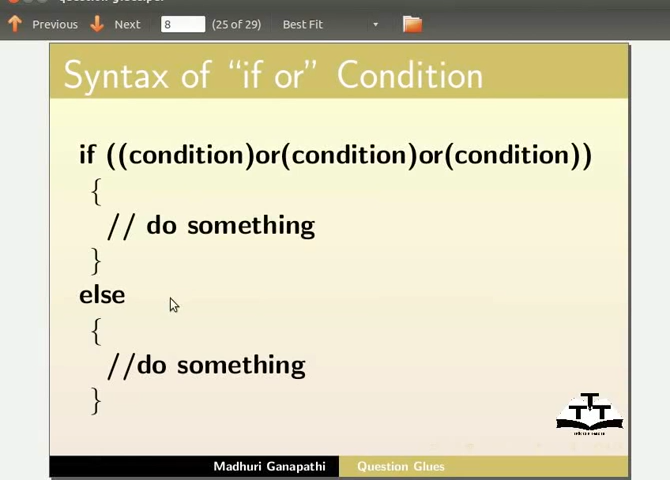 Previous Next 8 (25 of 29) Best Fit
Syntax of “if or” Condition
if ((condition)or(condition)or(condition))
{
// do something
}
else
{
//do something
}
TTT
Madhuri Ganapathi Question Glues